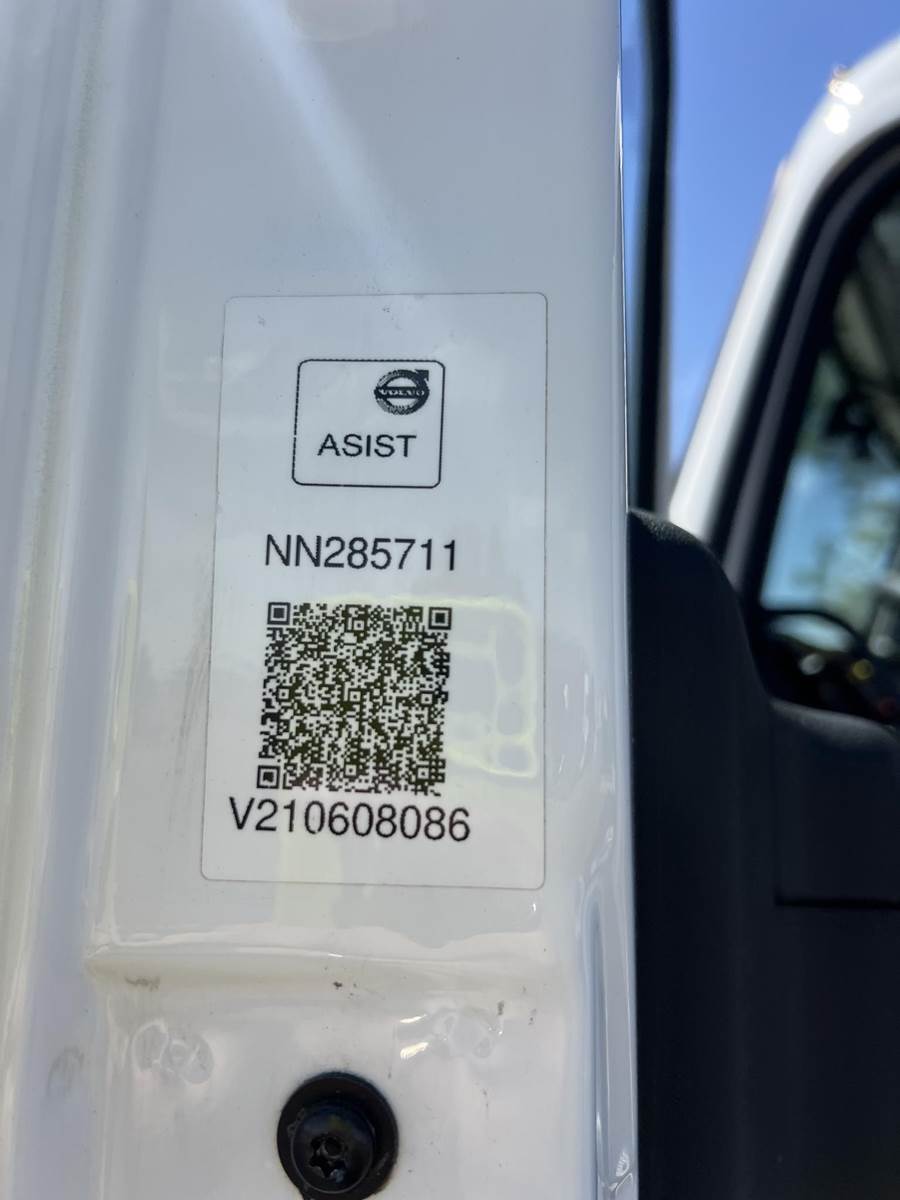 VOLVO
ASIST
NN285711
V210608086